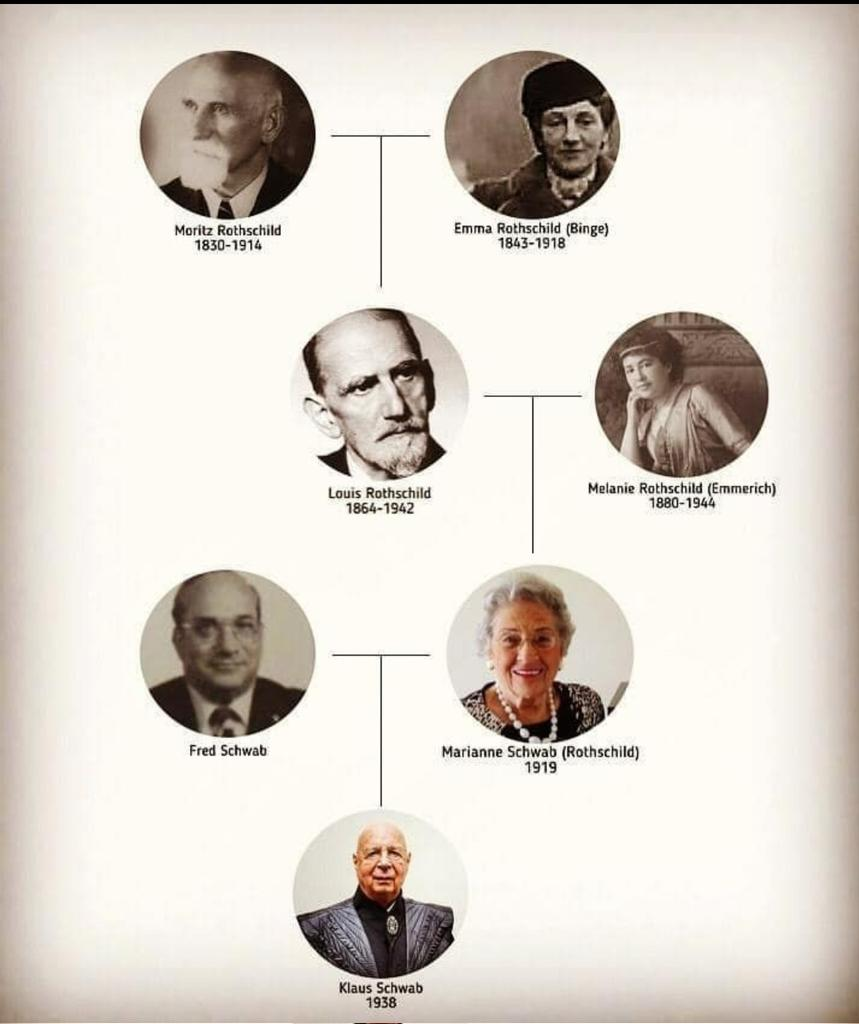 Moritz Rothschild
1830-1914
Emma Rothschild (Binge)
1843-1918
Louis Rothschild
1864-1942
Melanie Rothschild (Emmerich)
1880-1944
Fred Schwab
Marianne Schwab (Rothschild)
1919
Klaus Schwab
1938